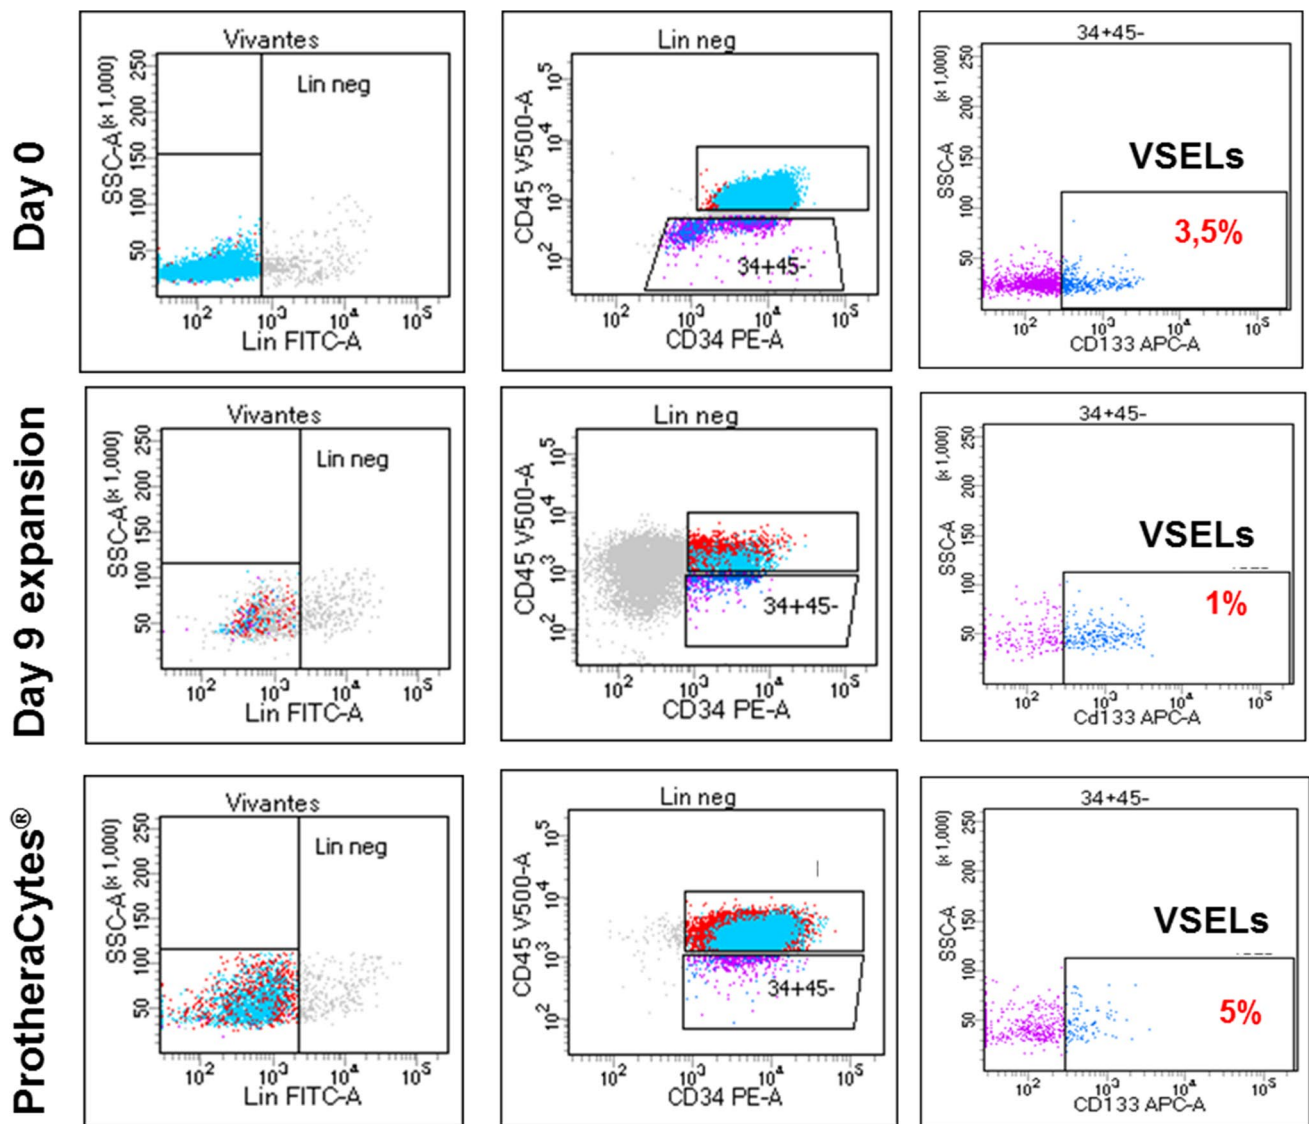 Day 0
Vivantes
Lin neg
SSC-A (× 1,000)
250
200
150
100
50
10²
10³
10⁴
10⁵
Lin FITC-A
Lin neg
34+45-
CD45 V500-A
10⁵
10⁴
10³
10²
10²
10³
10⁴
10⁵
CD34 PE-A
34+45-
VSELs
3,5%
SSC-A (× 1,000)
250
200
150
100
50
10²
10³
10⁴
10⁵
CD133 APC-A
Day 9 expansion
Vivantes
Lin neg
SSC-A (× 1,000)
250
200
150
100
50
10²
10³
10⁴
10⁵
Lin FITC-A
Lin neg
34+45-
CD45 V500-A
10⁵
10⁴
10³
10²
10²
10³
10⁴
10⁵
CD34 PE-A
34+45-
VSELs
1%
SSC-A (× 1,000)
250
200
150
100
50
10²
10³
10⁴
10⁵
Cd133 APC-A
ProtheraCytes®
Vivantes
Lin neg
SSC-A (× 1,000)
250
200
150
100
50
10²
10³
10⁴
10⁵
Lin FITC-A
Lin neg
34+45-
CD45 V500-A
10⁵
10⁴
10³
10²
10²
10³
10⁴
10⁵
CD34 PE-A
34+45-
VSELs
5%
SSC-A (× 1,000)
250
200
150
100
50
10²
10³
10⁴
10⁵
CD133 APC-A